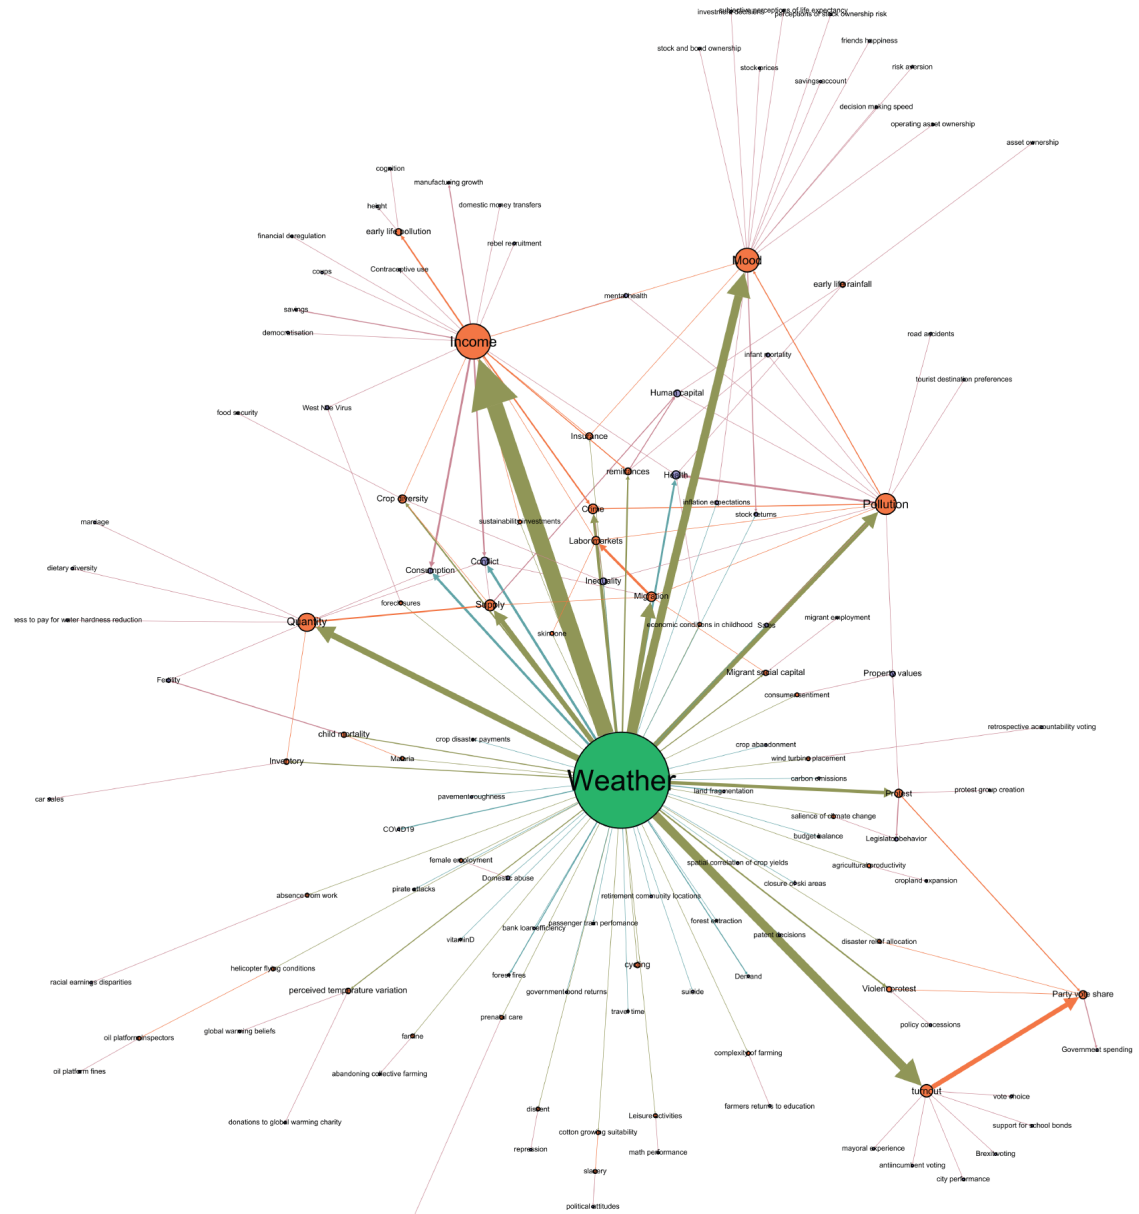 investment decisions
subjective perceptions of life expectancy
perceptions of stock ownership risk
friends happiness
stock and bond ownership
stock prices
risk aversion
savings account
decision making speed
operating asset ownership
asset ownership
cognition
manufacturing growth
height
domestic money transfers
early life pollution
financial deregulation
rebel recruitment
Mood
Contraceptive use
coups
early life rainfall
mental health
savings
democratisation
road accidents
Income
infant mortality
tourist destination preferences
Human capital
West Nile Virus
food security
Insurance
remittances
Health
Crop diversity
inflation expectations
Pollution
Crime
stock returns
sustainability investments
marriage
Labor markets
Conflict
dietary diversity
Consumption
Inequality
Migration
foreclosures
Supply
ness to pay for water hardness reduction
Quantity
migrant employment
economic conditions in childhood
Sales
skin tone
Migrant social capital
Property values
Fertility
consumer sentiment
retrospective accountability voting
child mortality
crop disaster payments
crop abandonment
Malaria
wind turbine placement
Inventory
Weather
carbon emissions
land fragmentation
Protest
protest group creation
car sales
pavement roughness
salience of climate change
COVID19
budget balance
Legislator behavior
female employment
spatial correlation of crop yields
agricultural productivity
Domestic abuse
closure of ski areas
cropland expansion
absence from work
pirate attacks
retirement community locations
passenger train perfomance
forest extraction
bank loan efficiency
patent decisions
vitaminD
disaster relief allocation
helicopter flying conditions
cycling
forest fires
Demand
racial earnings disparities
perceived temperature variation
government bond returns
suicide
Violent protest
Party vote share
travel time
prenatal care
policy concessions
global warming beliefs
oil platform inspectors
famine
Government spending
complexity of farming
oil platform fines
abandoning collective farming
turnout
vote choice
farmers returns to education
dissent
Leisure activities
donations to global warming charity
support for school bonds
cotton growing suitability
repression
math performance
mayoral experience
Brexit voting
antiincumbent voting
slavery
city performance
political attitudes